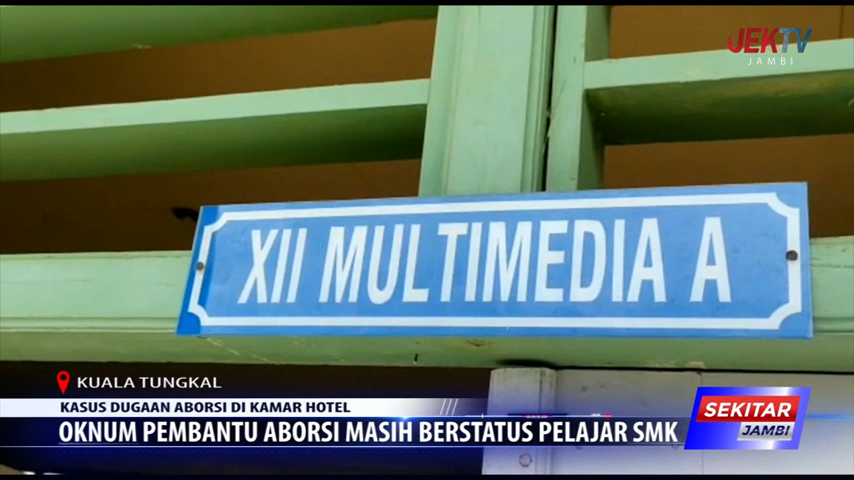 JEKTV
JAMBI
XII MULTIMEDIA A
KUALA TUNGKAL
KASUS DUGAAN ABORSI DI KAMAR HOTEL
OKNUM PEMBANTU ABORSI MASIH BERSTATUS PELAJAR SMK
SEKITAR
JAMBI